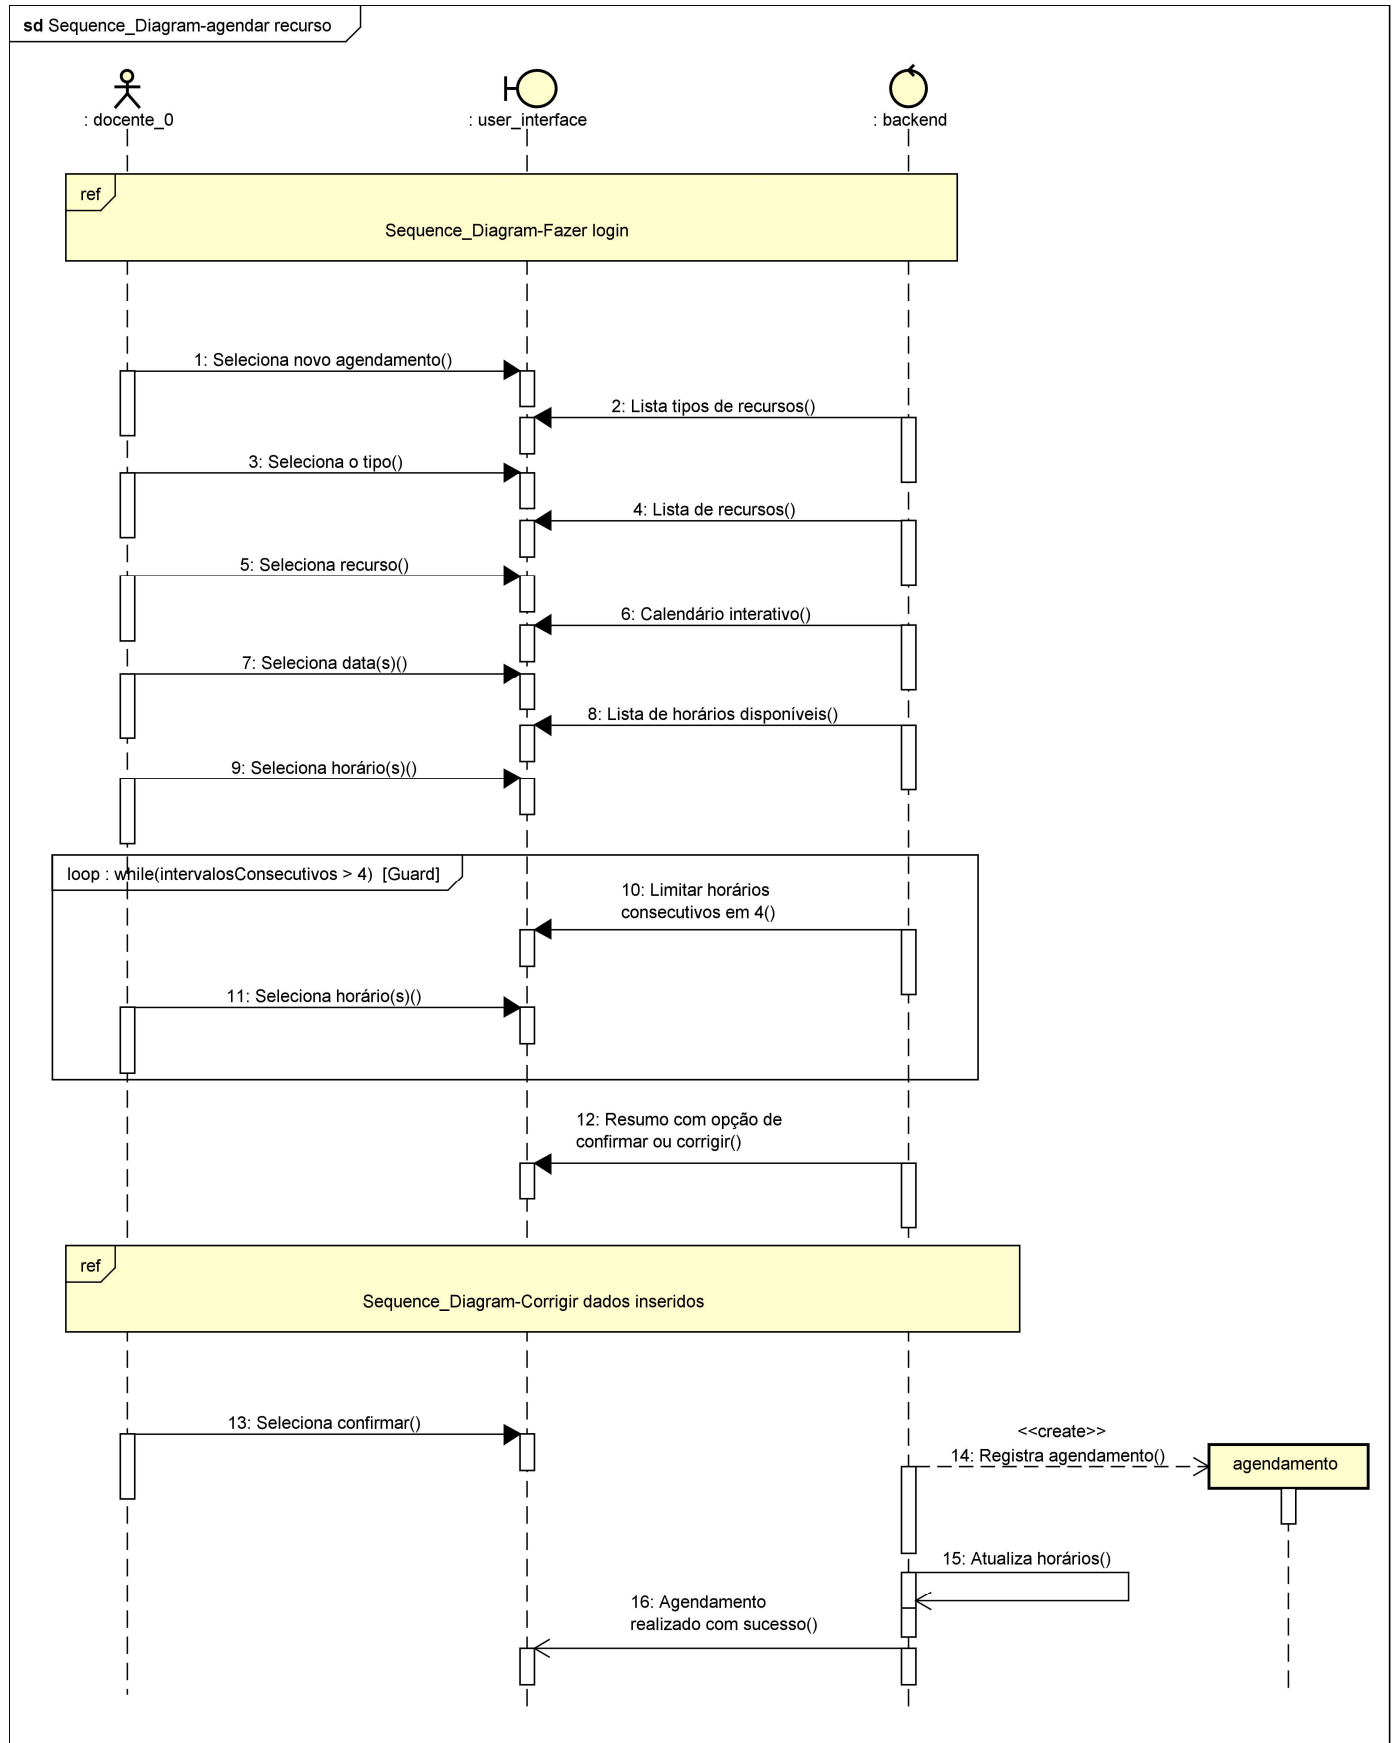 sd Sequence_Diagram-agendar recurso
: docente_0
: user_interface
: backend
ref
Sequence_Diagram-Fazer login
1: Seleciona novo agendamento()
2: Lista tipos de recursos()
3: Seleciona o tipo()
4: Lista de recursos()
5: Seleciona recurso()
6: Calendário interativo()
7: Seleciona data(s)()
8: Lista de horários disponíveis()
9: Seleciona horário(s)()
loop : while(intervalosConsecutivos > 4) [Guard]
10: Limitar horários
consecutivos em 4()
11: Seleciona horário(s)()
12: Resumo com opção de
confirmar ou corrigir()
ref
Sequence_Diagram-Corrigir dados inseridos
13: Seleciona confirmar()
<<create>>
14: Registra agendamento()
agendamento
15: Atualiza horários()
16: Agendamento
realizado com sucesso()